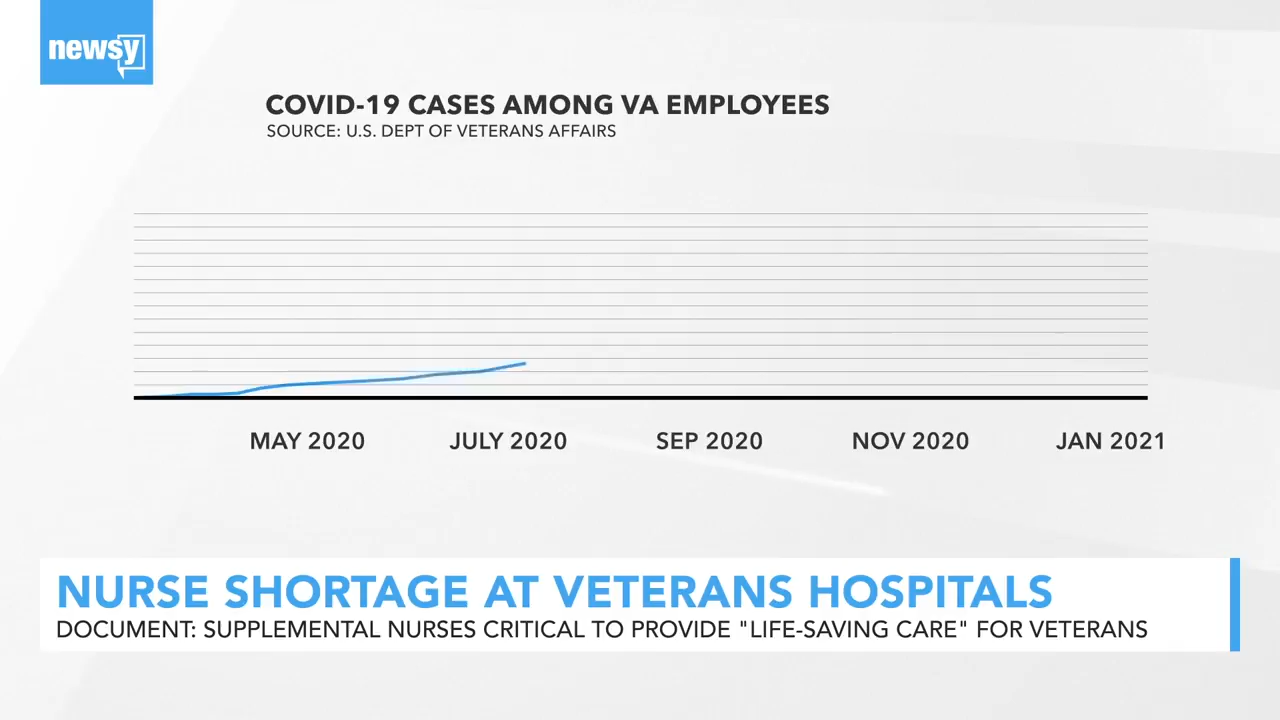 newsy
COVID-19 CASES AMONG VA EMPLOYEES
SOURCE: U.S. DEPT OF VETERANS AFFAIRS
MAY 2020 JULY 2020 SEP 2020 NOV 2020 JAN 2021
NURSE SHORTAGE AT VETERANS HOSPITALS
DOCUMENT: SUPPLEMENTAL NURSES CRITICAL TO PROVIDE "LIFE-SAVING CARE" FOR VETERANS